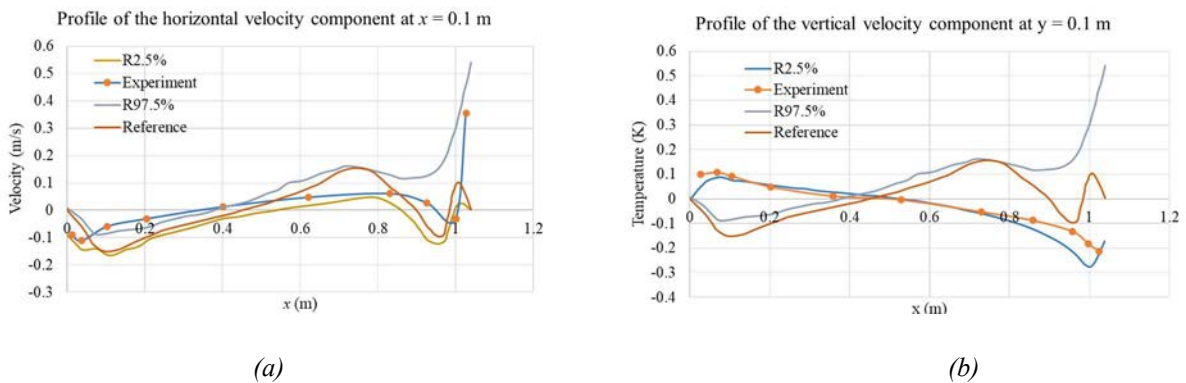 Profile of the horizontal velocity component at x = 0.1 m
0.6
0.5
0.4
0.3
0.2
0.1
0
-0.1
-0.2
-0.3
Velocity (m/s)
R2.5%
Experiment
R97.5%
Reference
0 0.2 0.4 0.6 0.8 1 1.2
x (m)
(a)
Profile of the vertical velocity component at y = 0.1 m
0.6
0.5
0.4
0.3
0.2
0.1
0
-0.1
-0.2
-0.3
-0.4
Temperature (K)
R2.5%
Experiment
R97.5%
Reference
0 0.2 0.4 0.6 0.8 1 1.2
x (m)
(b)